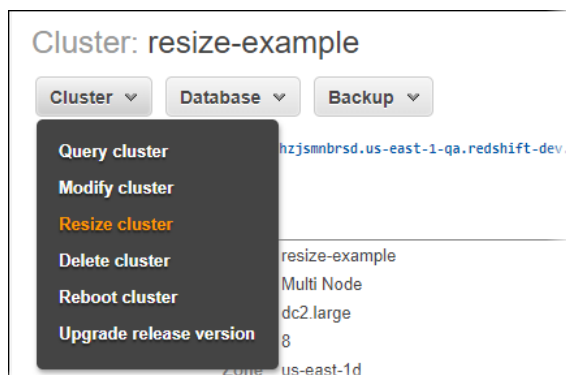 Cluster: resize-example
Cluster Database Backup
Query cluster
hzjsmnbrsd.us-east-1-qa.redshift-dev.
Modify cluster
Resize cluster
Delete cluster
resize-example
Multi Node
Reboot cluster
dc2.large
Upgrade release version
8
Zone us-east-1d